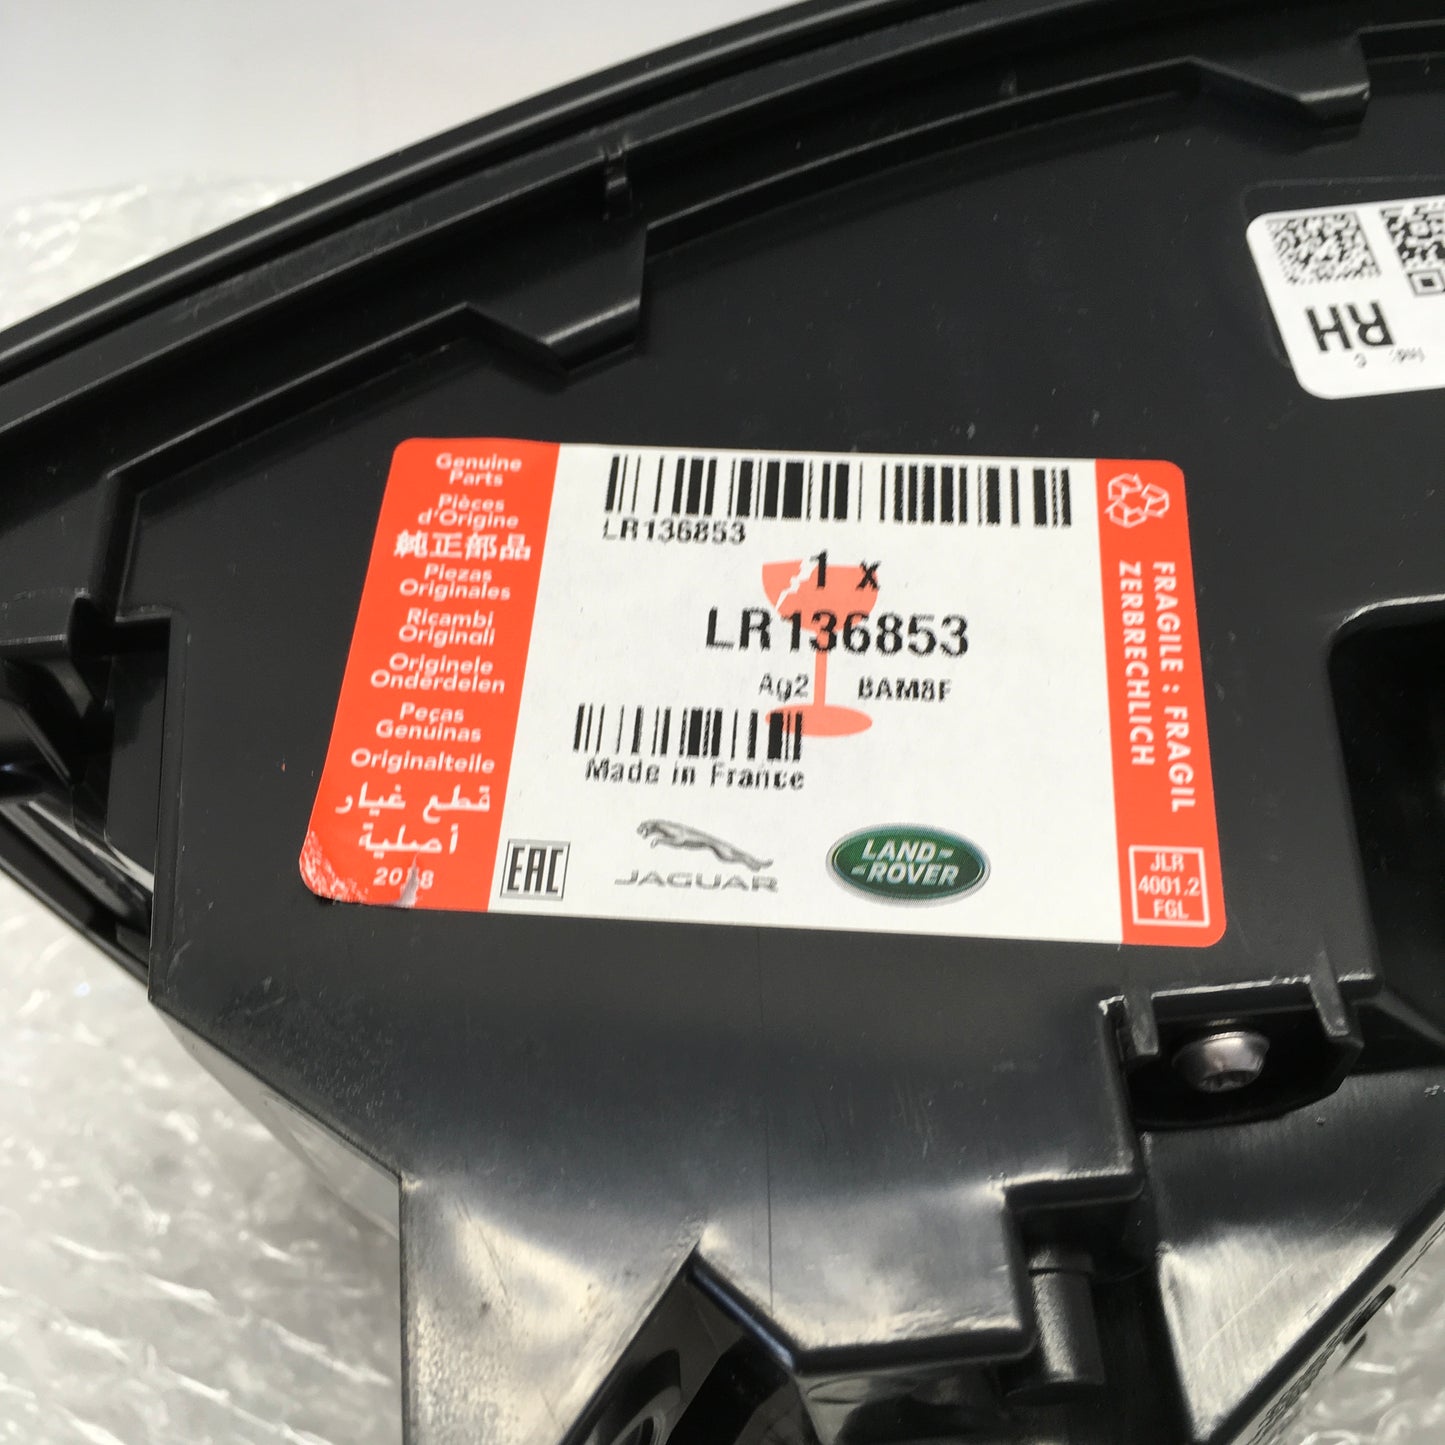 Genuine
Parts
Pièces
d'Origine
純正部品
Piezas
Originales
Ricambi
Originali
Originele
Onderdelen
Peças
Genuínas
Originalteile
قطع غيار
أصلية
2018
LR136853
1 x
LR136853
Ag2 BAM8F
Made in France
EAC
JAGUAR
LAND-
-ROVER
FRAGILE : FRAGIL
ZERBRECHLICH
JLR
4001.2
FGL
RH
Ind: C